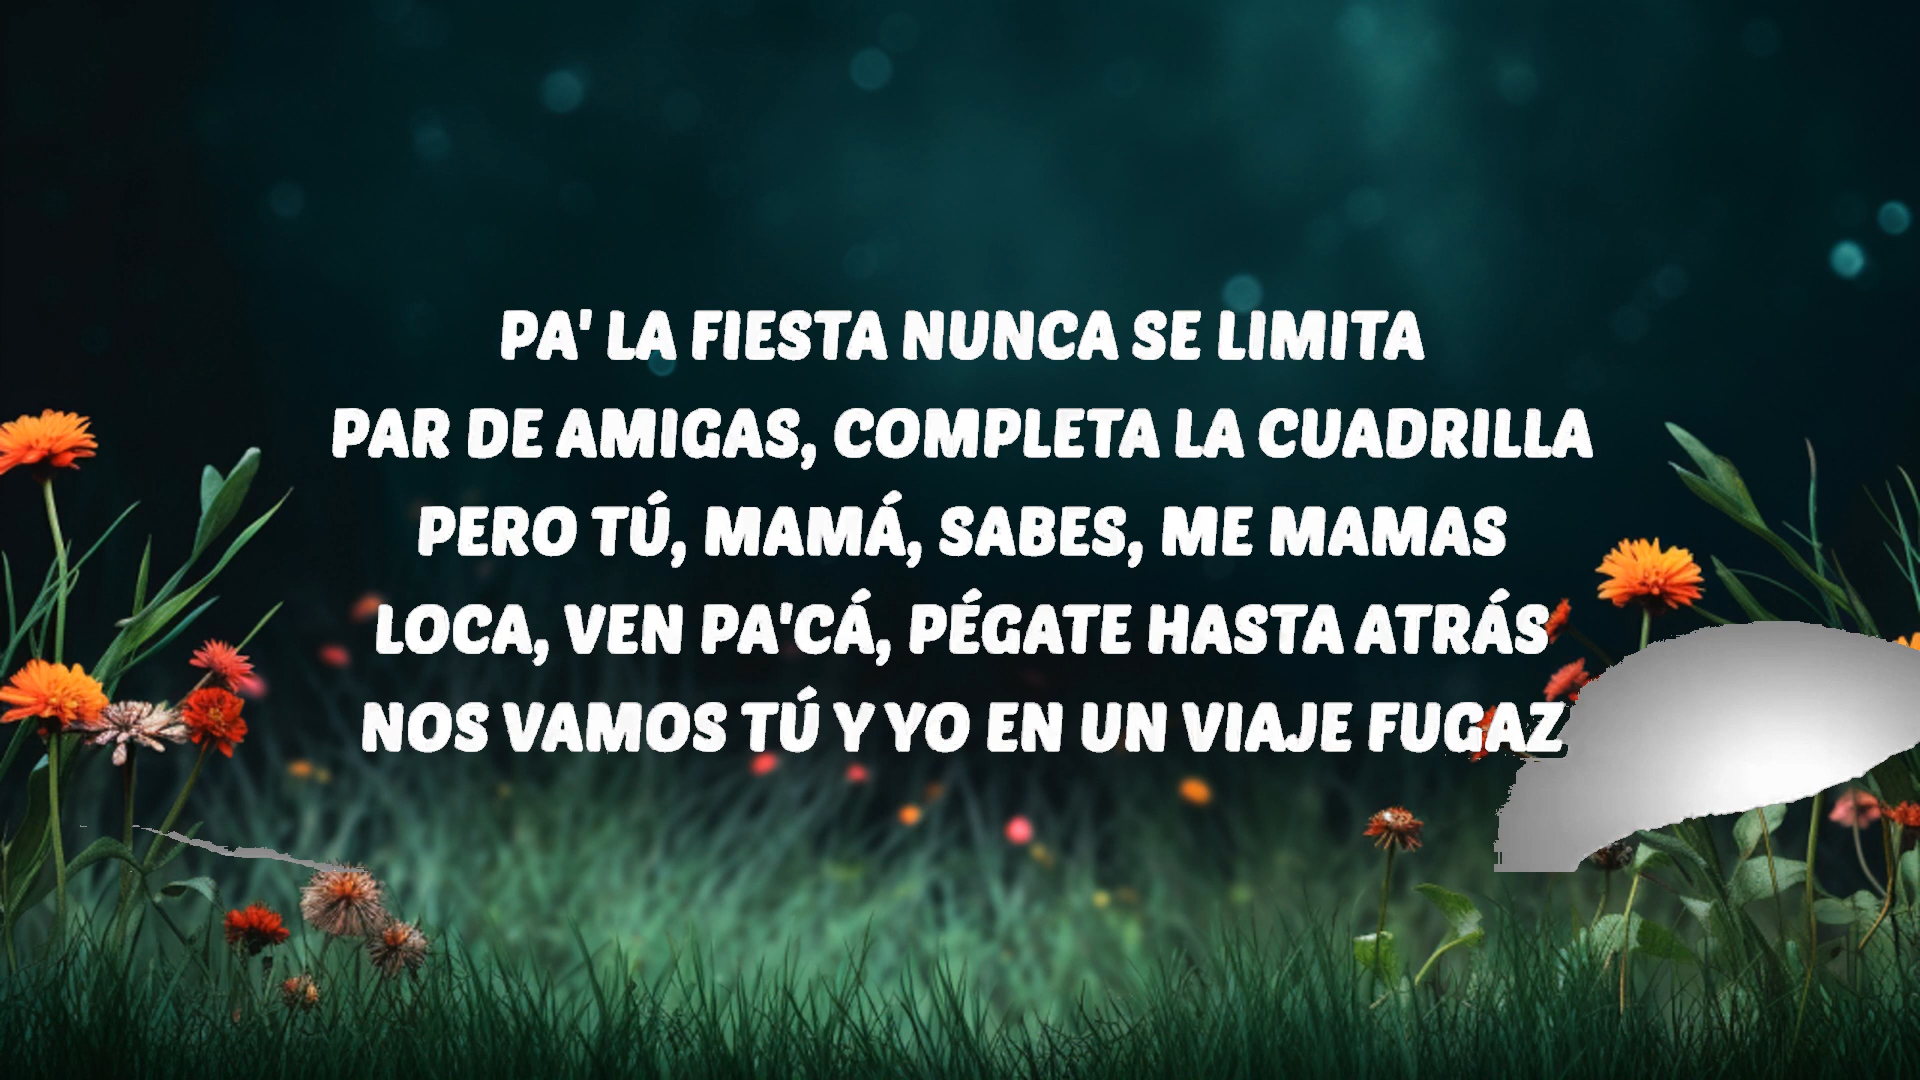 PA' LA FIESTA NUNCA SE LIMITA
PAR DE AMIGAS, COMPLETA LA CUADRILLA
PERO TÚ, MAMÁ, SABES, ME MAMAS
LOCA, VEN PA'CÁ, PÉGATE HASTA ATRÁS
NOS VAMOS TÚ Y YO EN UN VIAJE FUGAZ